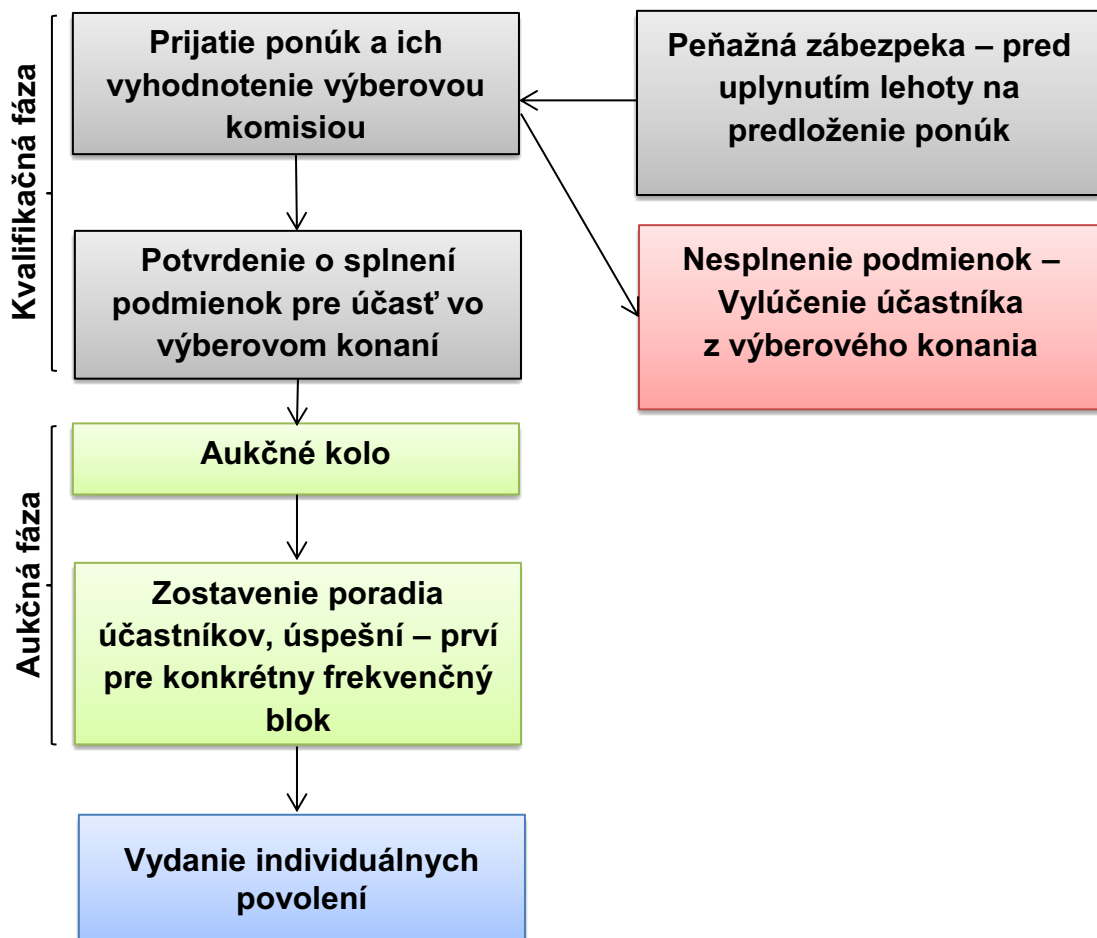 Kvalifikačná fáza
Prijatie ponúk a ich
vyhodnotenie výberovou
komisiou
Peňažná zábezpeka – pred
uplynutím lehoty na
predloženie ponúk
Potvrdenie o splnení
podmienok pre účasť vo
výberovom konaní
Nesplnenie podmienok –
Vylúčenie účastníka
z výberového konania
Aukčná fáza
Aukčné kolo
Zostavenie poradia
účastníkov, úspešní – prví
pre konkrétny frekvenčný
blok
Vydanie individuálnych
povolení